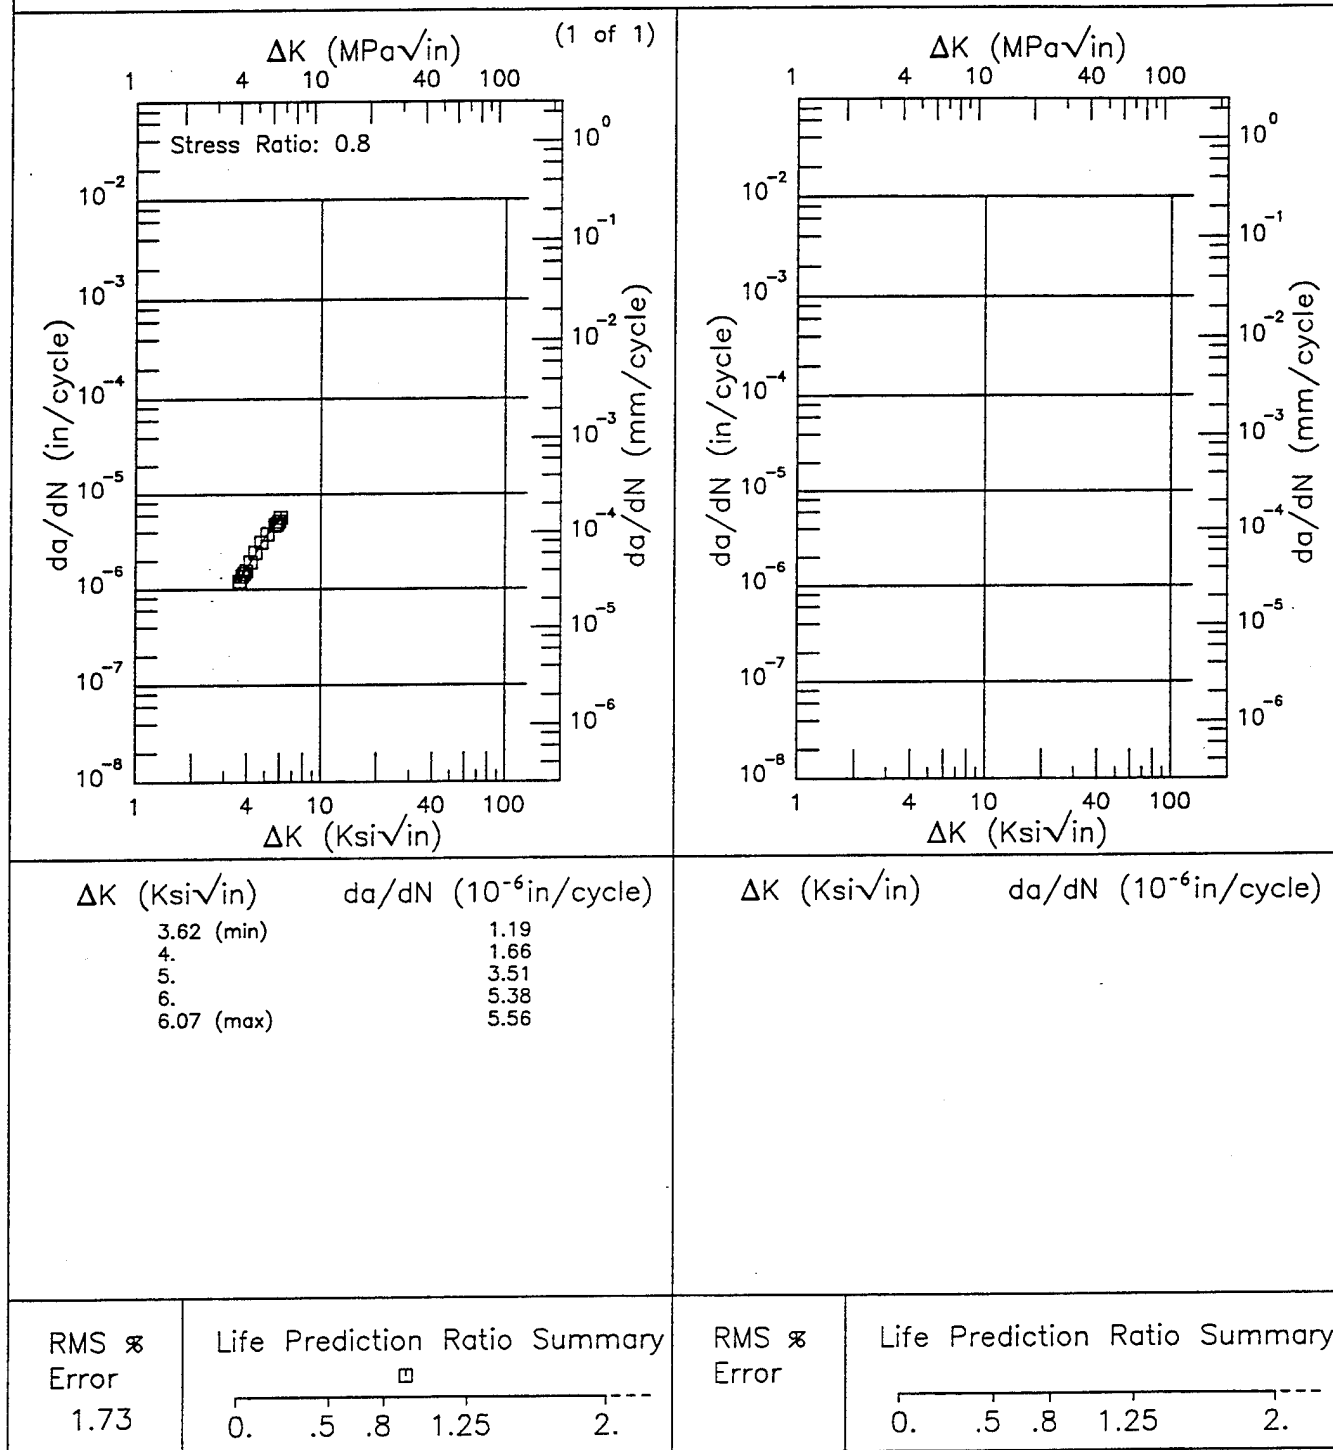 (1 of 1)
ΔK (MPa√in)
1 4 10 40 100
Stress Ratio: 0.8
da/dN (in/cycle)
10⁻²
10⁻³
10⁻⁴
10⁻⁵
10⁻⁶
10⁻⁷
10⁻⁸
da/dN (mm/cycle)
10⁰
10⁻¹
10⁻²
10⁻³
10⁻⁴
10⁻⁵
10⁻⁶
1 4 10 40 100
ΔK (Ksi√in)
ΔK (MPa√in)
1 4 10 40 100
da/dN (in/cycle)
10⁻²
10⁻³
10⁻⁴
10⁻⁵
10⁻⁶
10⁻⁷
10⁻⁸
da/dN (mm/cycle)
10⁰
10⁻¹
10⁻²
10⁻³
10⁻⁴
10⁻⁵
10⁻⁶
1 4 10 40 100
ΔK (Ksi√in)
ΔK (Ksi√in) da/dN (10⁻⁶in/cycle)
3.62 (min) 1.19
4. 1.66
5. 3.51
6. 5.38
6.07 (max) 5.56
ΔK (Ksi√in) da/dN (10⁻⁶in/cycle)
RMS %
Error
1.73
Life Prediction Ratio Summary
0. .5 .8 1.25 2.
RMS %
Error
Life Prediction Ratio Summary
0. .5 .8 1.25 2.